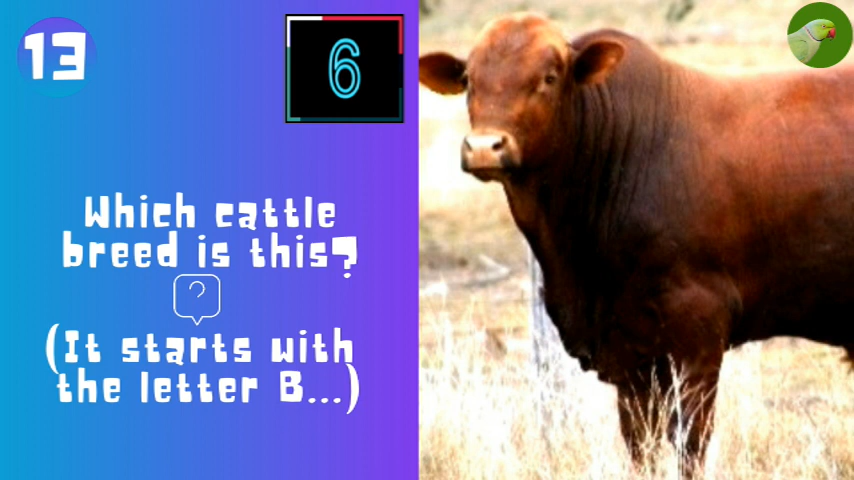 13
6
Which cattle
breed is this?
?
(It starts with
the letter B...)